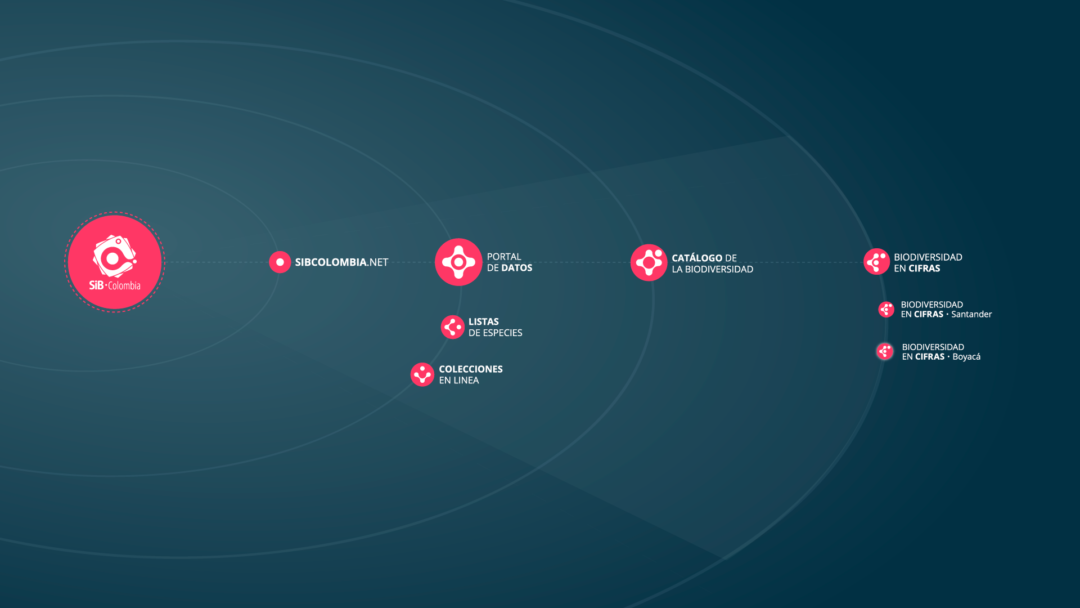 SiB · Colombia
SIBCOLOMBIA.NET
PORTAL
DE DATOS
LISTAS
DE ESPECIES
COLECCIONES
EN LINEA
CATÁLOGO DE
LA BIODIVERSIDAD
BIODIVERSIDAD
EN CIFRAS
BIODIVERSIDAD
EN CIFRAS · Santander
BIODIVERSIDAD
EN CIFRAS · Boyacá